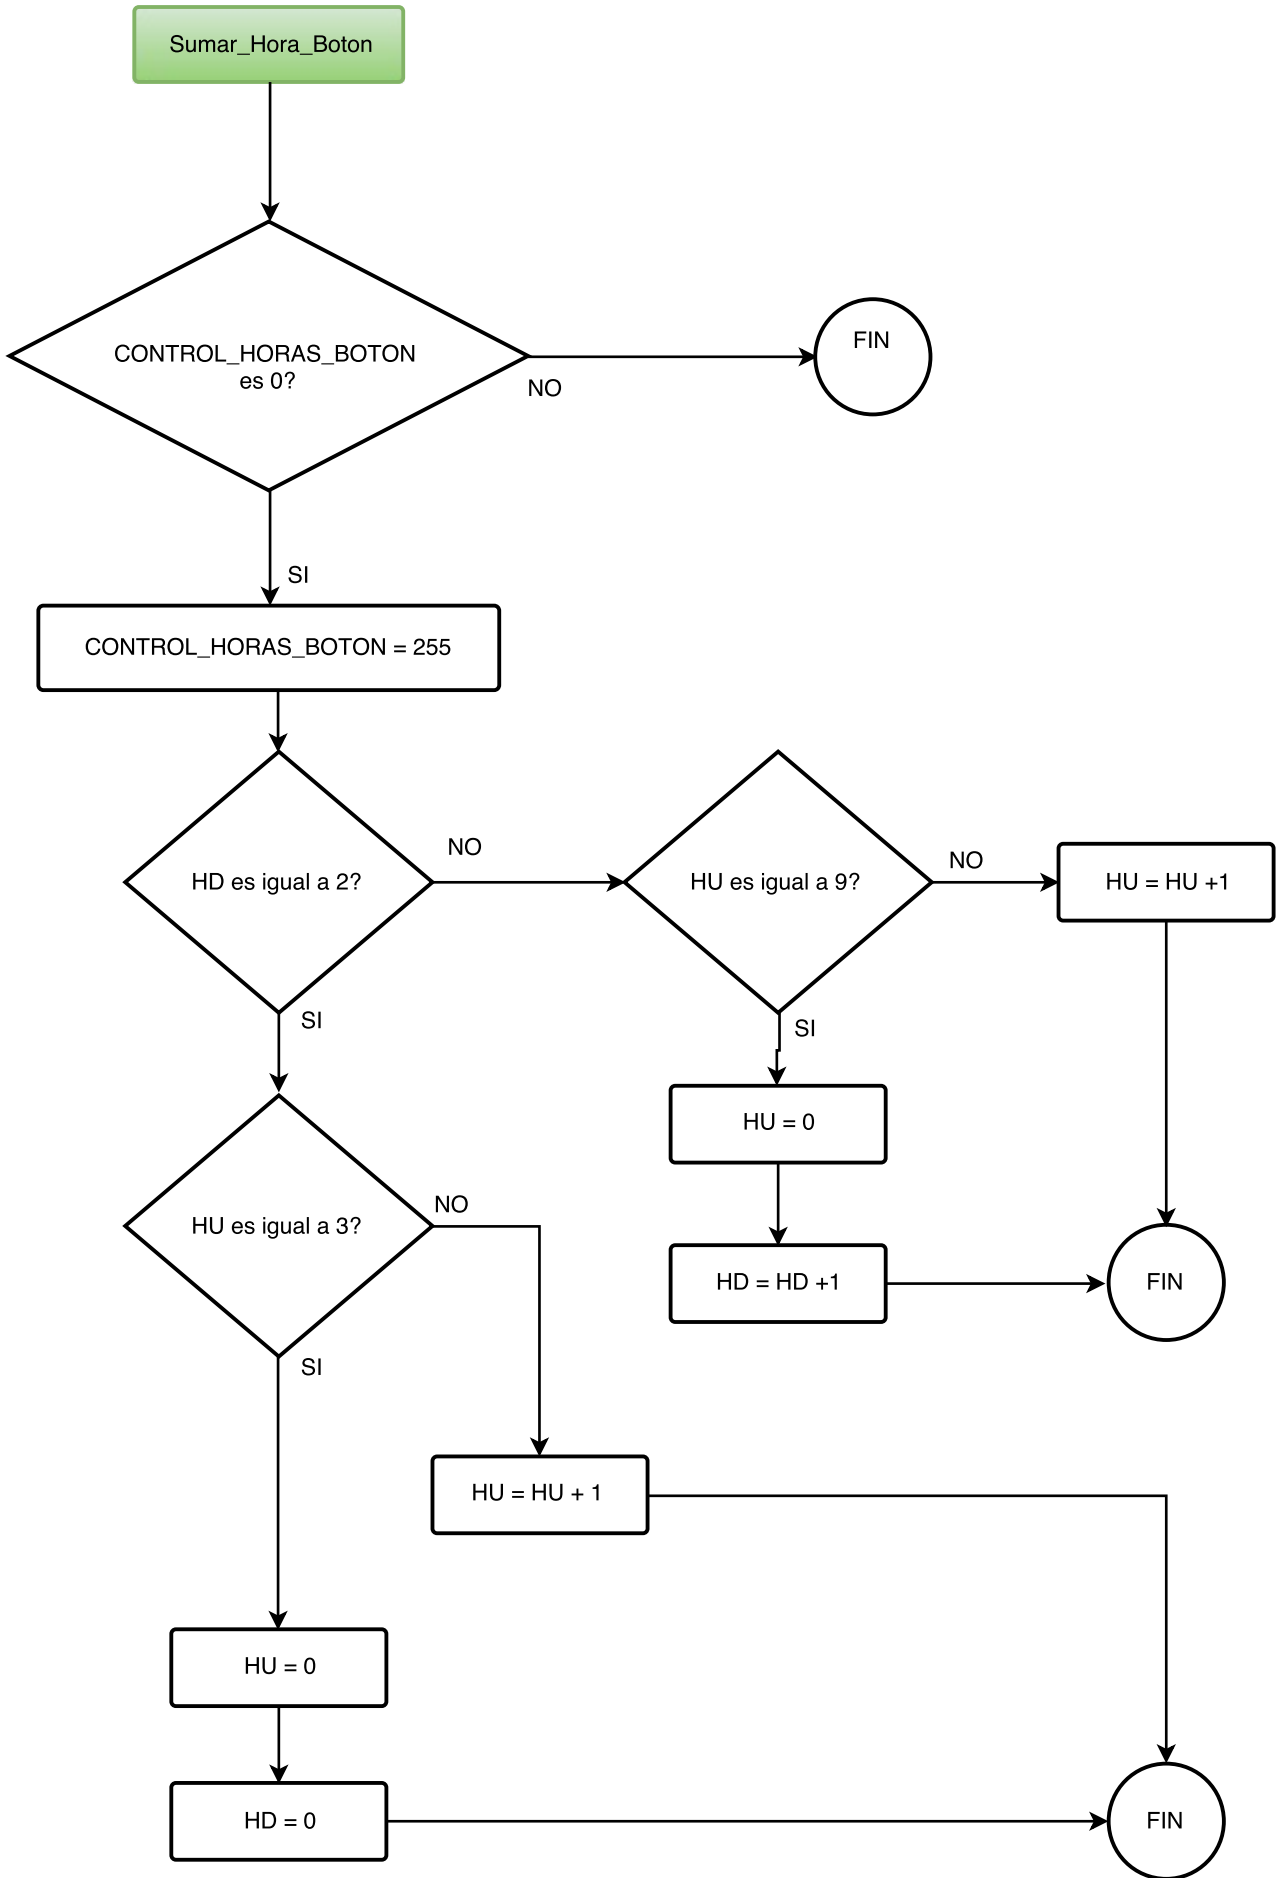 Sumar_Hora_Boton
CONTROL_HORAS_BOTON
es 0?
NO
FIN
SI
CONTROL_HORAS_BOTON = 255
HD es igual a 2?
NO
HU es igual a 9?
NO
HU = HU +1
SI
SI
HU = 0
HD = HD +1
FIN
HU es igual a 3?
NO
SI
HU = HU + 1
HU = 0
HD = 0
FIN